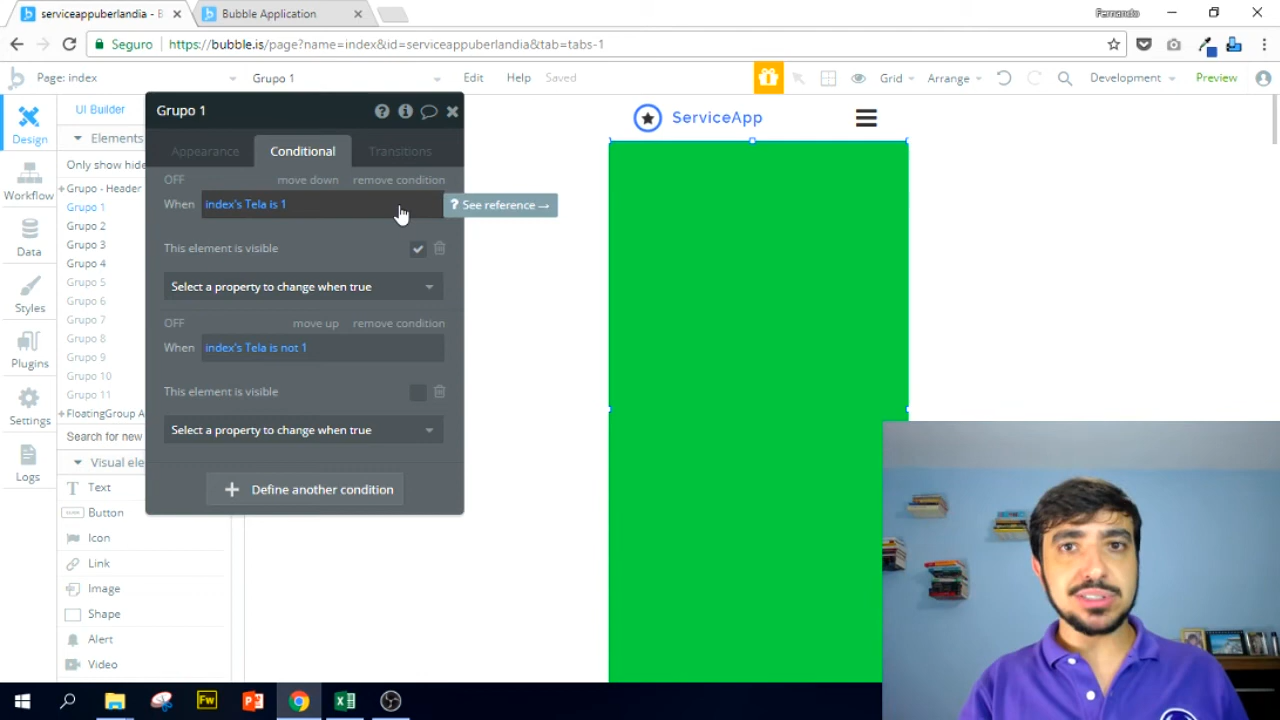 serviceappuberlandia - B
Bubble Application
Fernando
Seguro
https://bubble.is/page?name=index&id=serviceappuberlandia&tab=tabs-1
Page: index
Grupo 1
Edit
Help
Saved
Grid
Arrange
Development
Preview
Design
Workflow
Data
Styles
Plugins
Settings
Logs
UI Builder
Elements
Only show hide
Grupo - Header
Grupo 1
Grupo 2
Grupo 3
Grupo 4
Grupo 5
Grupo 6
Grupo 7
Grupo 8
Grupo 9
Grupo 10
Grupo 11
FloatingGroup A
Search for new
Visual ele
Text
Button
Icon
Link
Image
Shape
Alert
Video
Grupo 1
Appearance
Conditional
Transitions
OFF
move down
remove condition
When
index's Tela is 1
? See reference →
This element is visible
Select a property to change when true
OFF
move up
remove condition
When
index's Tela is not 1
This element is visible
Select a property to change when true
+ Define another condition
ServiceApp
Fw